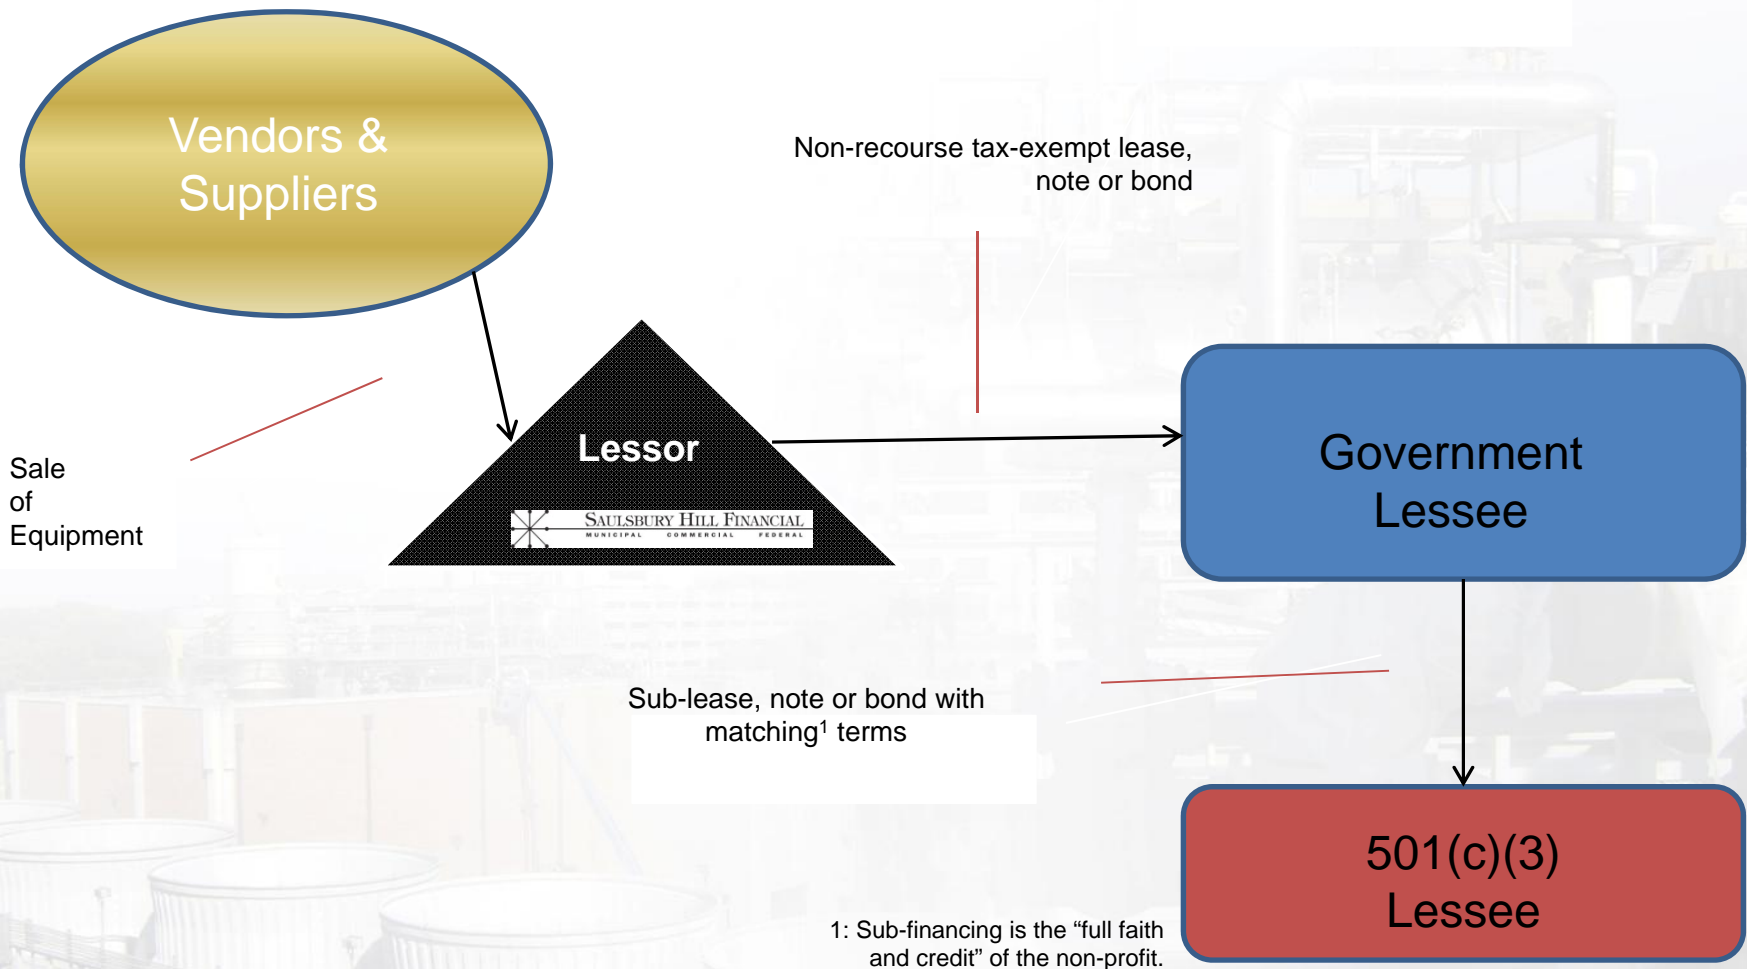 Vendors &
Suppliers
Non-recourse tax-exempt lease,
note or bond
Lessor
SAULSBURY HILL FINANCIAL
MUNICIPAL COMMERCIAL FEDERAL
Sale
of
Equipment
Government
Lessee
Sub-lease, note or bond with
matching¹ terms
501(c)(3)
Lessee
1: Sub-financing is the “full faith
and credit” of the non-profit.